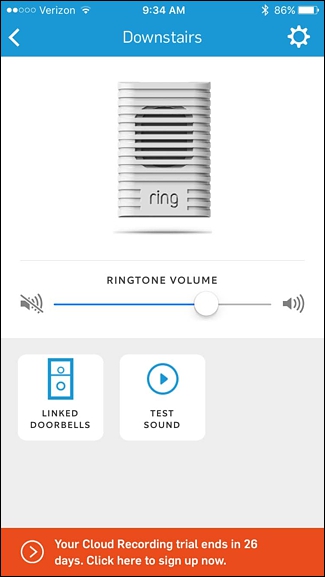 Verizon 9:34 AM 86%
Downstairs
ring
RINGTONE VOLUME
LINKED
DOORBELLS
TEST
SOUND
Your Cloud Recording trial ends in 26
days. Click here to sign up now.